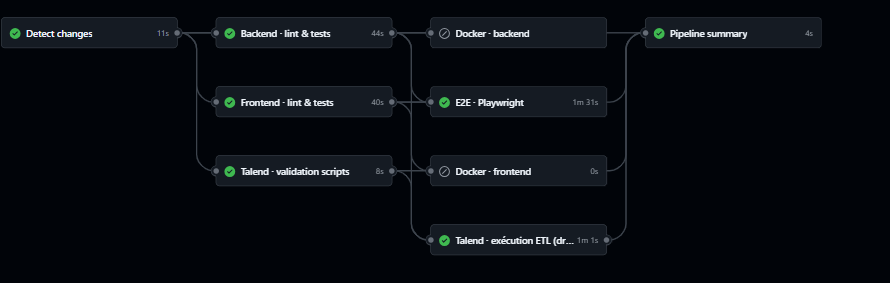 Detect changes 11s
Backend · lint & tests 44s
Docker · backend
Pipeline summary 4s
Frontend · lint & tests 40s
E2E · Playwright 1m 31s
Talend · validation scripts 8s
Docker · frontend 0s
Talend · exécution ETL (dr... 1m 1s